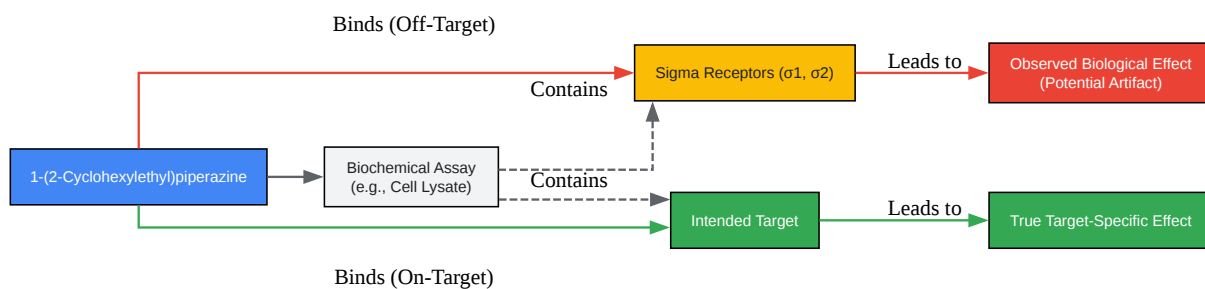 Binds (Off-Target)
Sigma Receptors (σ1, σ2)
Leads to
Observed Biological Effect
(Potential Artifact)
Contains
1-(2-Cyclohexylethyl)piperazine
Biochemical Assay
(e.g., Cell Lysate)
Contains
Intended Target
Leads to
True Target-Specific Effect
Binds (On-Target)